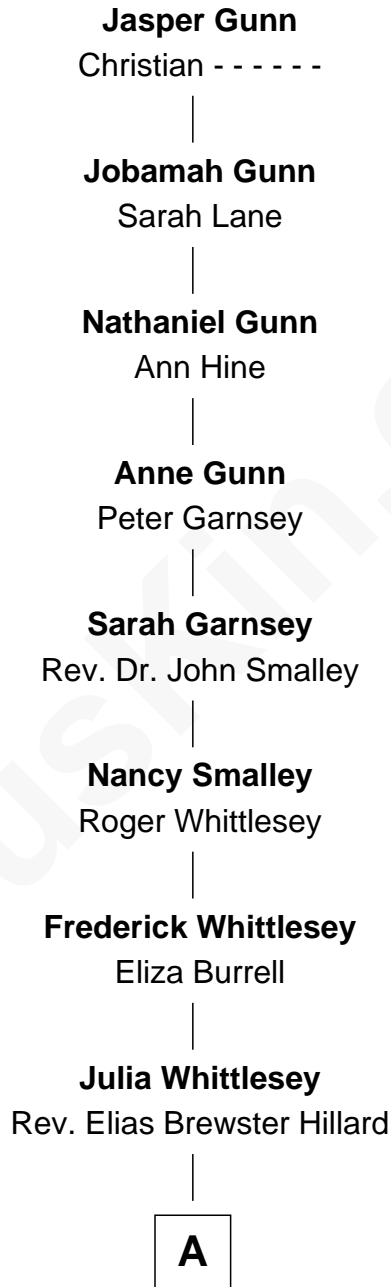 Jasper Gunn
Christian - - - - - -
Jobamah Gunn
Sarah Lane
Nathaniel Gunn
Ann Hine
Anne Gunn
Peter Garnsey
Sarah Garnsey
Rev. Dr. John Smalley
Nancy Smalley
Roger Whittlesey
Frederick Whittlesey
Eliza Burrell
Julia Whittlesey
Rev. Elias Brewster Hillard
A